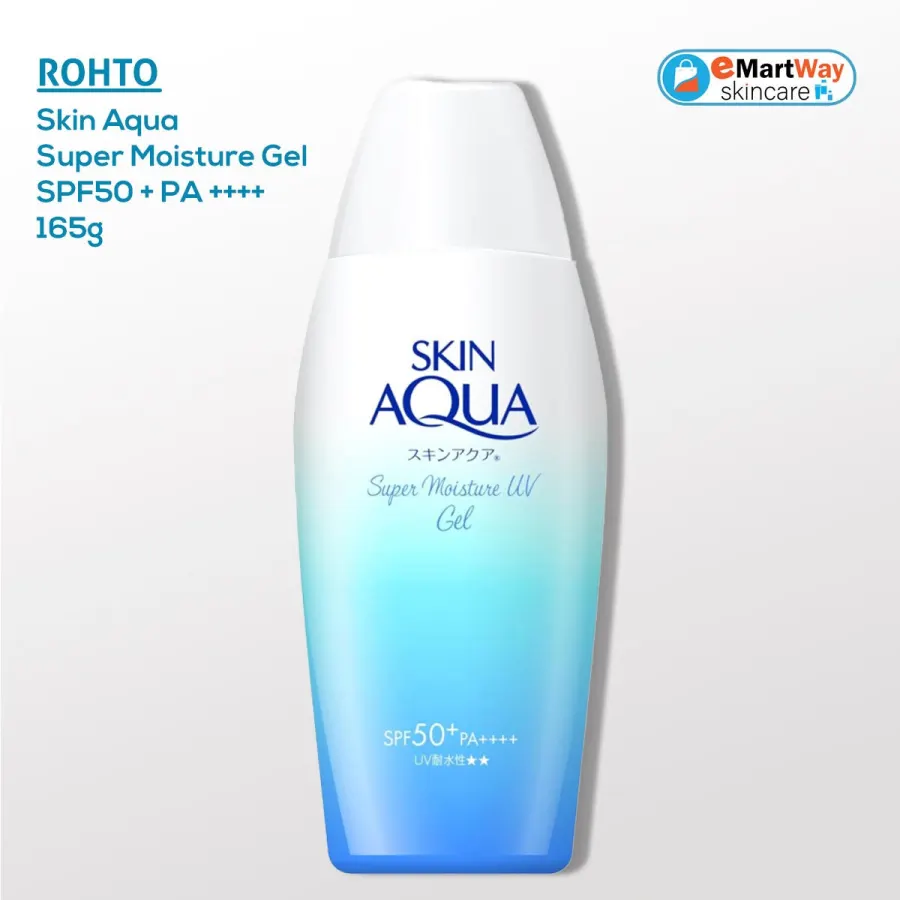 ROHTO
Skin Aqua
Super Moisture Gel
SPF50 + PA ++++
165g
eMartWay
skincare
SKIN
AQUA
スキンアクア®
Super Moisture UV
Gel
SPF50+PA++++
UV耐水性★★